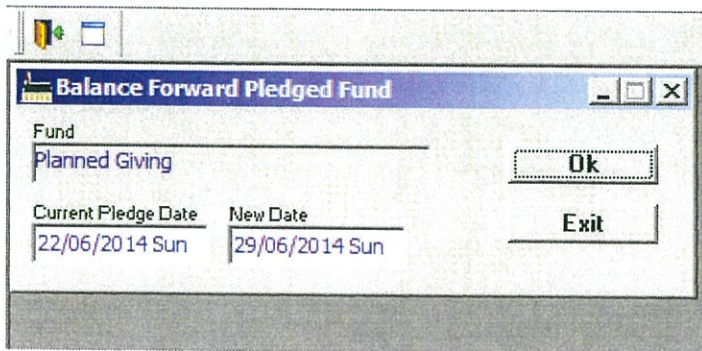 Balance Forward Pledged Fund
Fund
Planned Giving
Ok
Current Pledge Date New Date
Exit
22/06/2014 Sun 29/06/2014 Sun